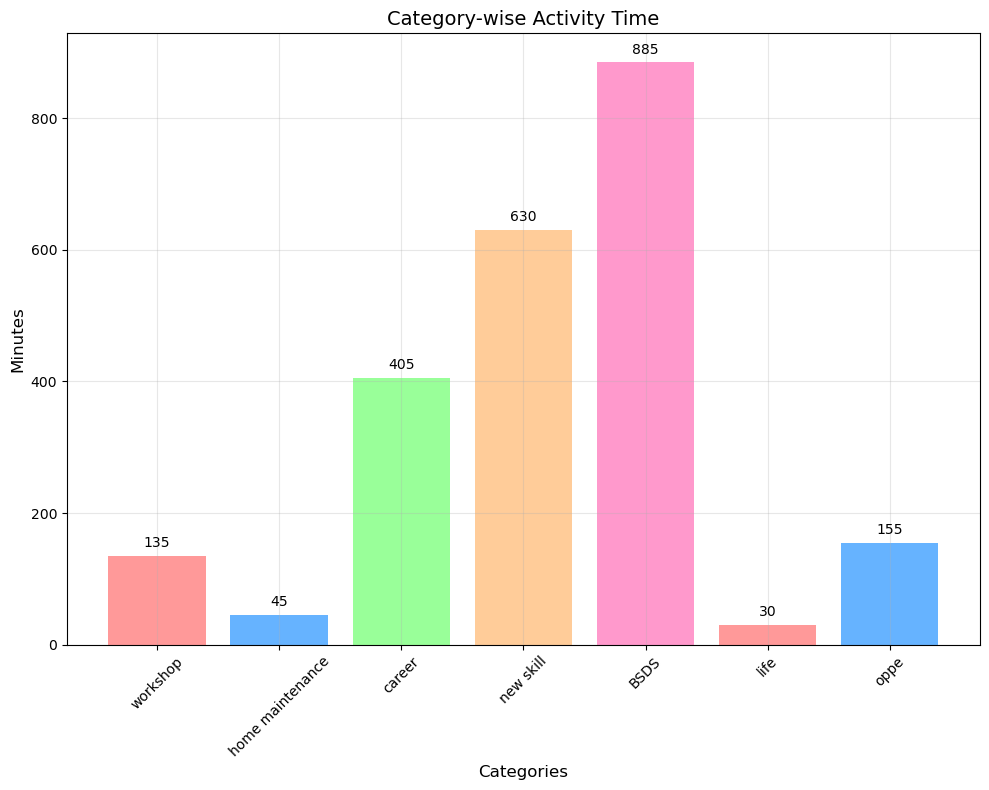 Category-wise Activity Time
Minutes
800
600
400
200
0
135
45
405
630
885
30
155
workshop
home maintenance
career
new skill
BSDS
life
oppe
Categories